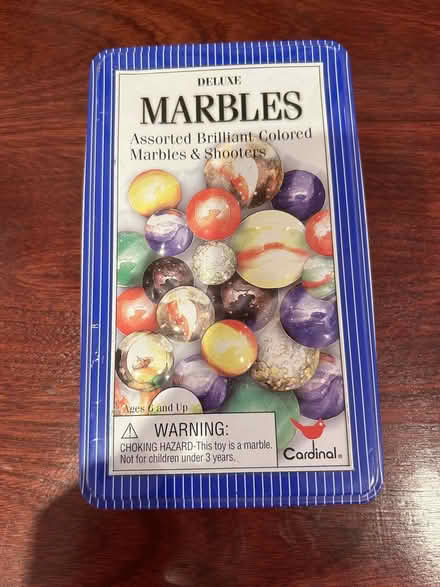 DELUXE
MARBLES
Assorted Brilliant Colored
Marbles & Shooters
Ages 6 and Up
WARNING:
CHOKING HAZARD-This toy is a marble.
Not for children under 3 years.
Cardinal®